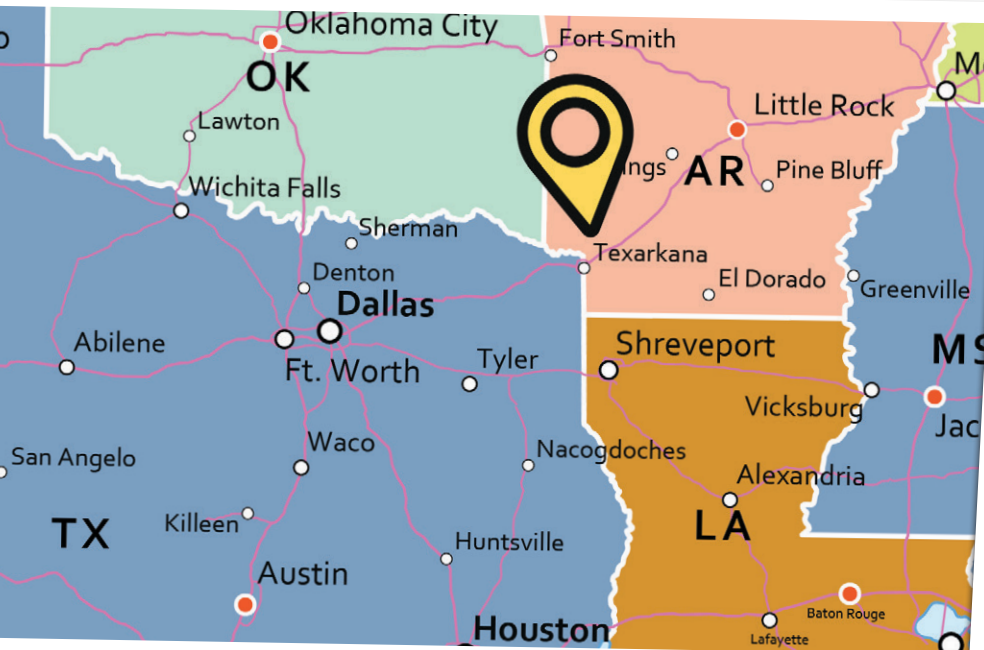 Oklahoma City
Fort Smith
OK
Little Rock
Lawton
AR
Pine Bluff
Wichita Falls
Sherman
Texarkana
Denton
El Dorado
Greenville
Dallas
Abilene
Shreveport
MS
Tyler
Ft. Worth
Vicksburg
Jac
Waco
Nacogdoches
San Angelo
Alexandria
Killeen
TX
LA
Huntsville
Austin
Baton Rouge
Houston
Lafayette